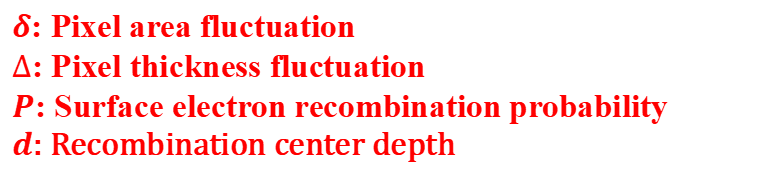 δ: Pixel area fluctuation
Δ: Pixel thickness fluctuation
P: Surface electron recombination probability
d: Recombination center depth